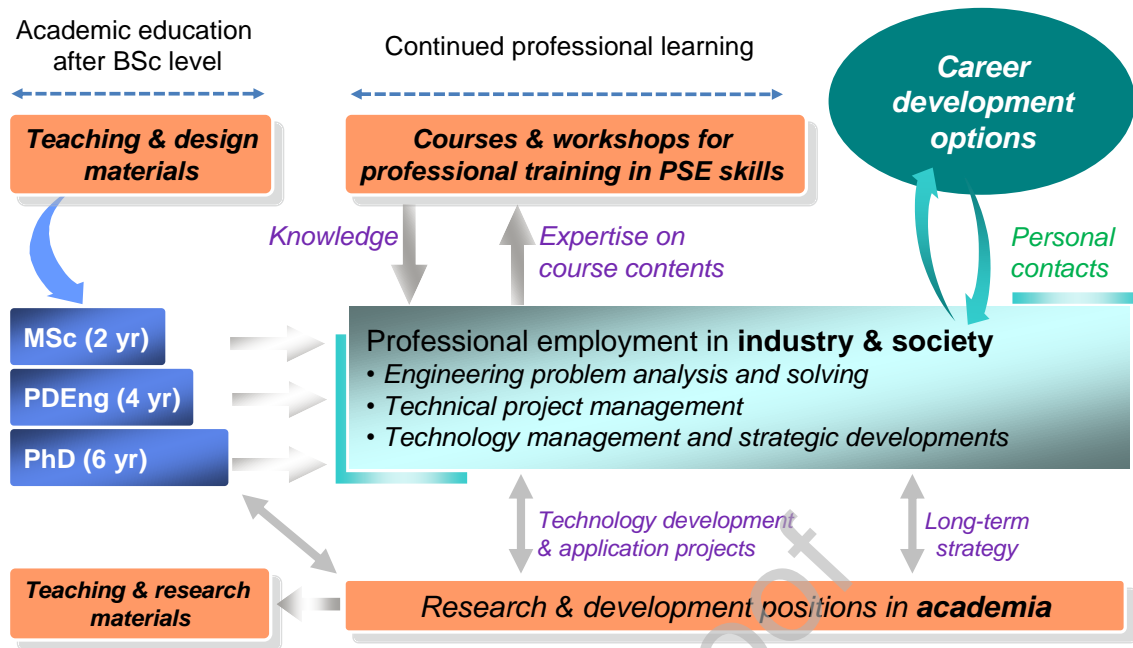 Academic education
after BSc level
Continued professional learning
Career
development
options
Teaching & design
materials
Courses & workshops for
professional training in PSE skills
Knowledge
Expertise on
course contents
Personal
contacts
MSc (2 yr)
PDEng (4 yr)
PhD (6 yr)
Professional employment in industry & society
• Engineering problem analysis and solving
• Technical project management
• Technology management and strategic developments
Technology development
& application projects
Long-term
strategy
Teaching & research
materials
Research & development positions in academia